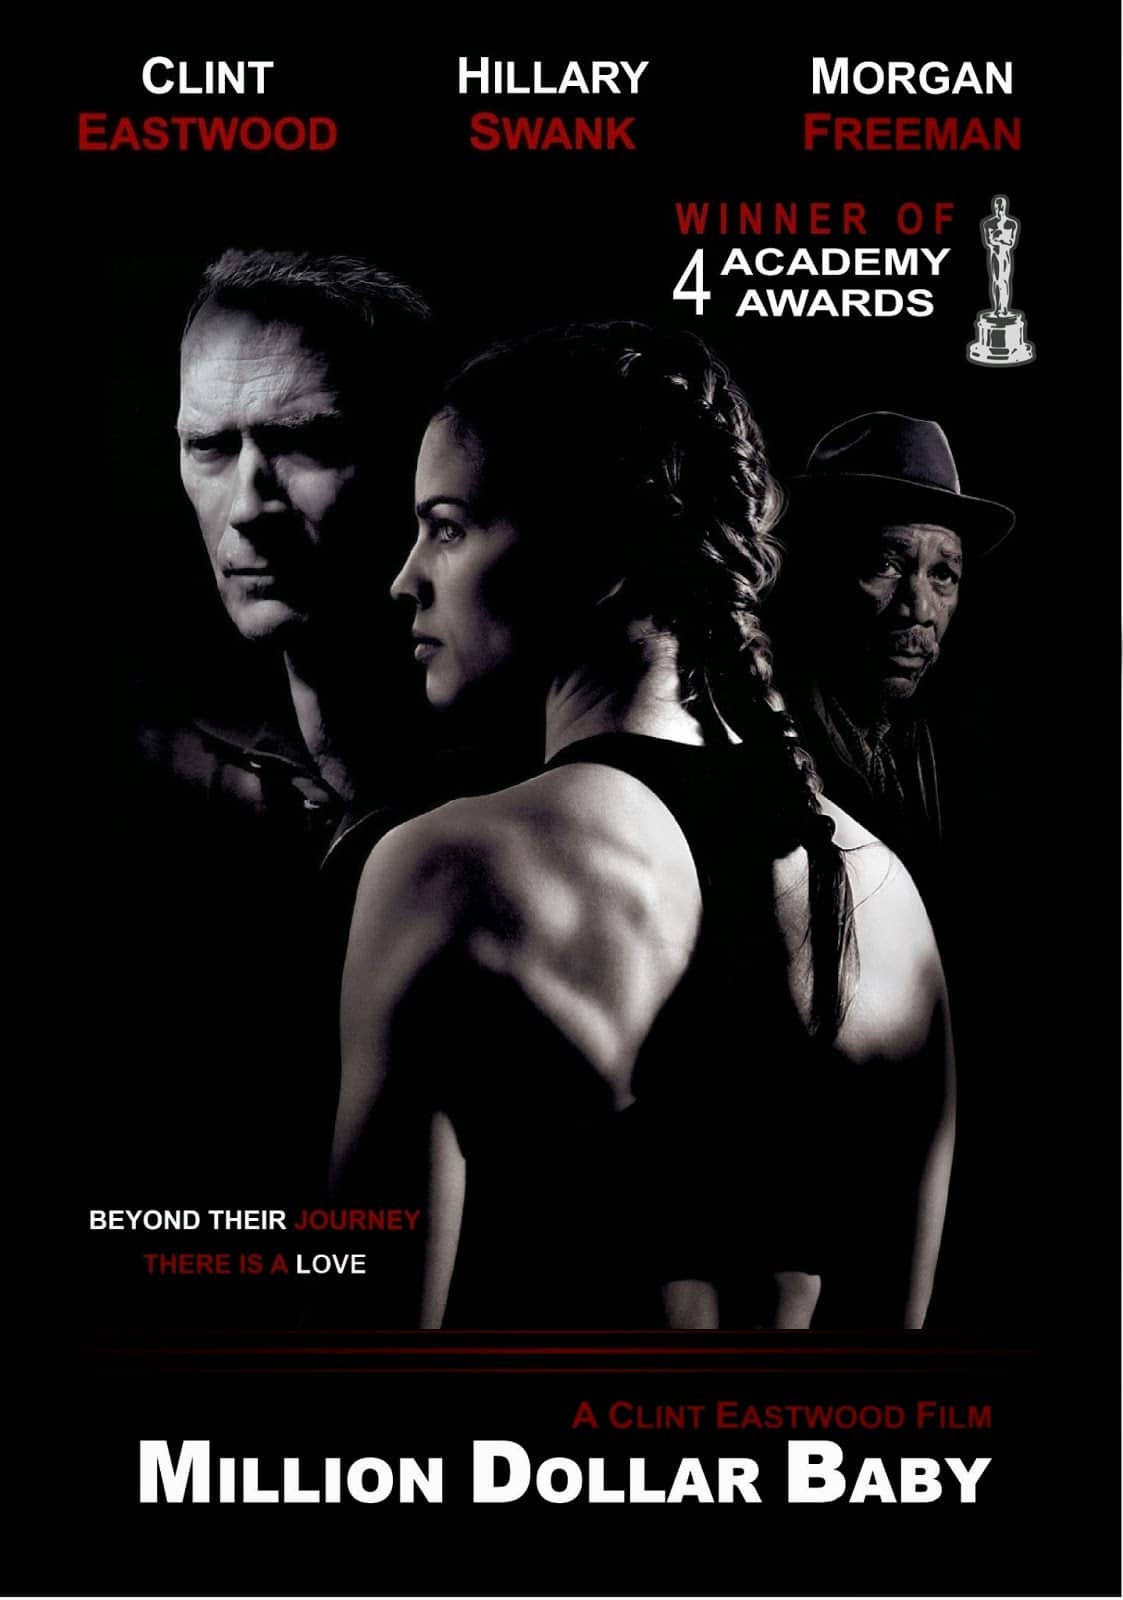 CLINT
EASTWOOD
HILLARY
SWANK
MORGAN
FREEMAN
WINNER OF
4 ACADEMY
AWARDS
BEYOND THEIR JOURNEY
THERE IS A LOVE
A CLINT EASTWOOD FILM
MILLION DOLLAR BABY